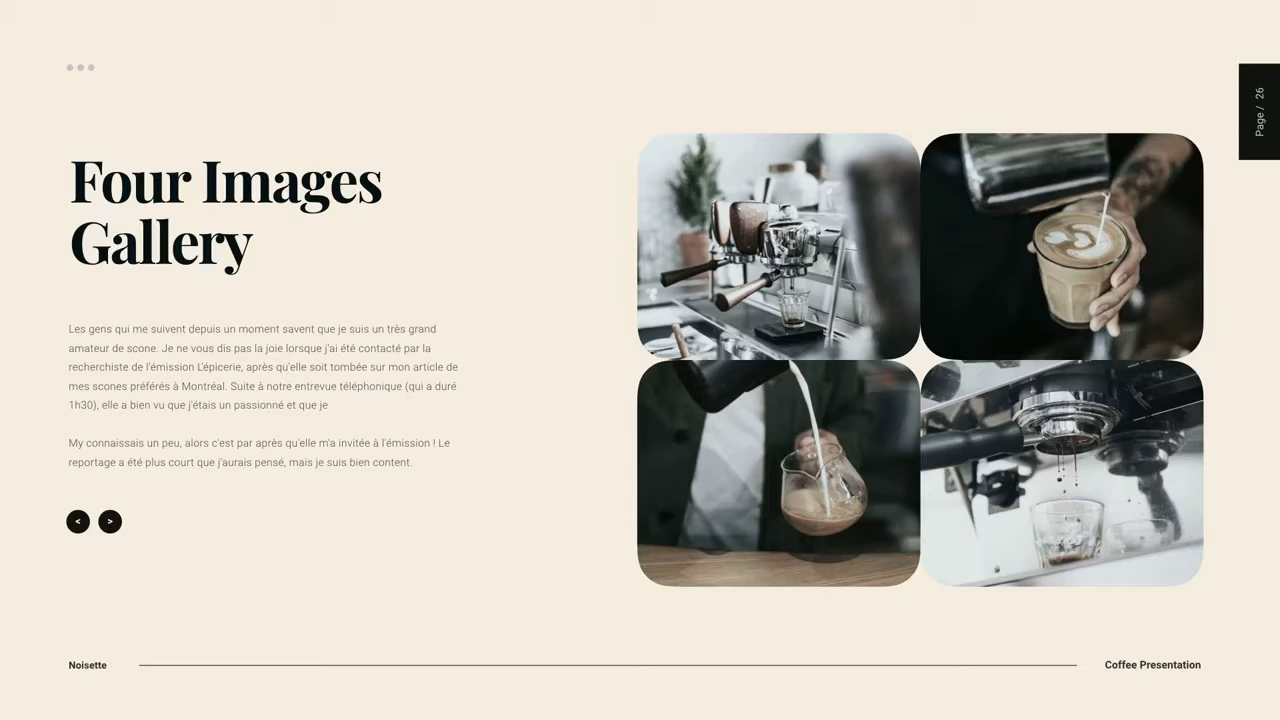 Page / 26
Four Images
Gallery
Les gens qui me suivent depuis un moment savent que je suis un très grand
amateur de scone. Je ne vous dis pas la joie lorsque j'ai été contacté par la
recherchiste de l'émission L'épicerie, après qu'elle soit tombée sur mon article de
mes scones préférés à Montréal. Suite à notre entrevue téléphonique (qui a duré
1h30), elle a bien vu que j'étais un passionné et que je
My connaissais un peu, alors c'est par après qu'elle m'a invitée à l'émission ! Le
reportage a été plus court que j'aurais pensé, mais je suis bien content.
< >
Noisette
Coffee Presentation